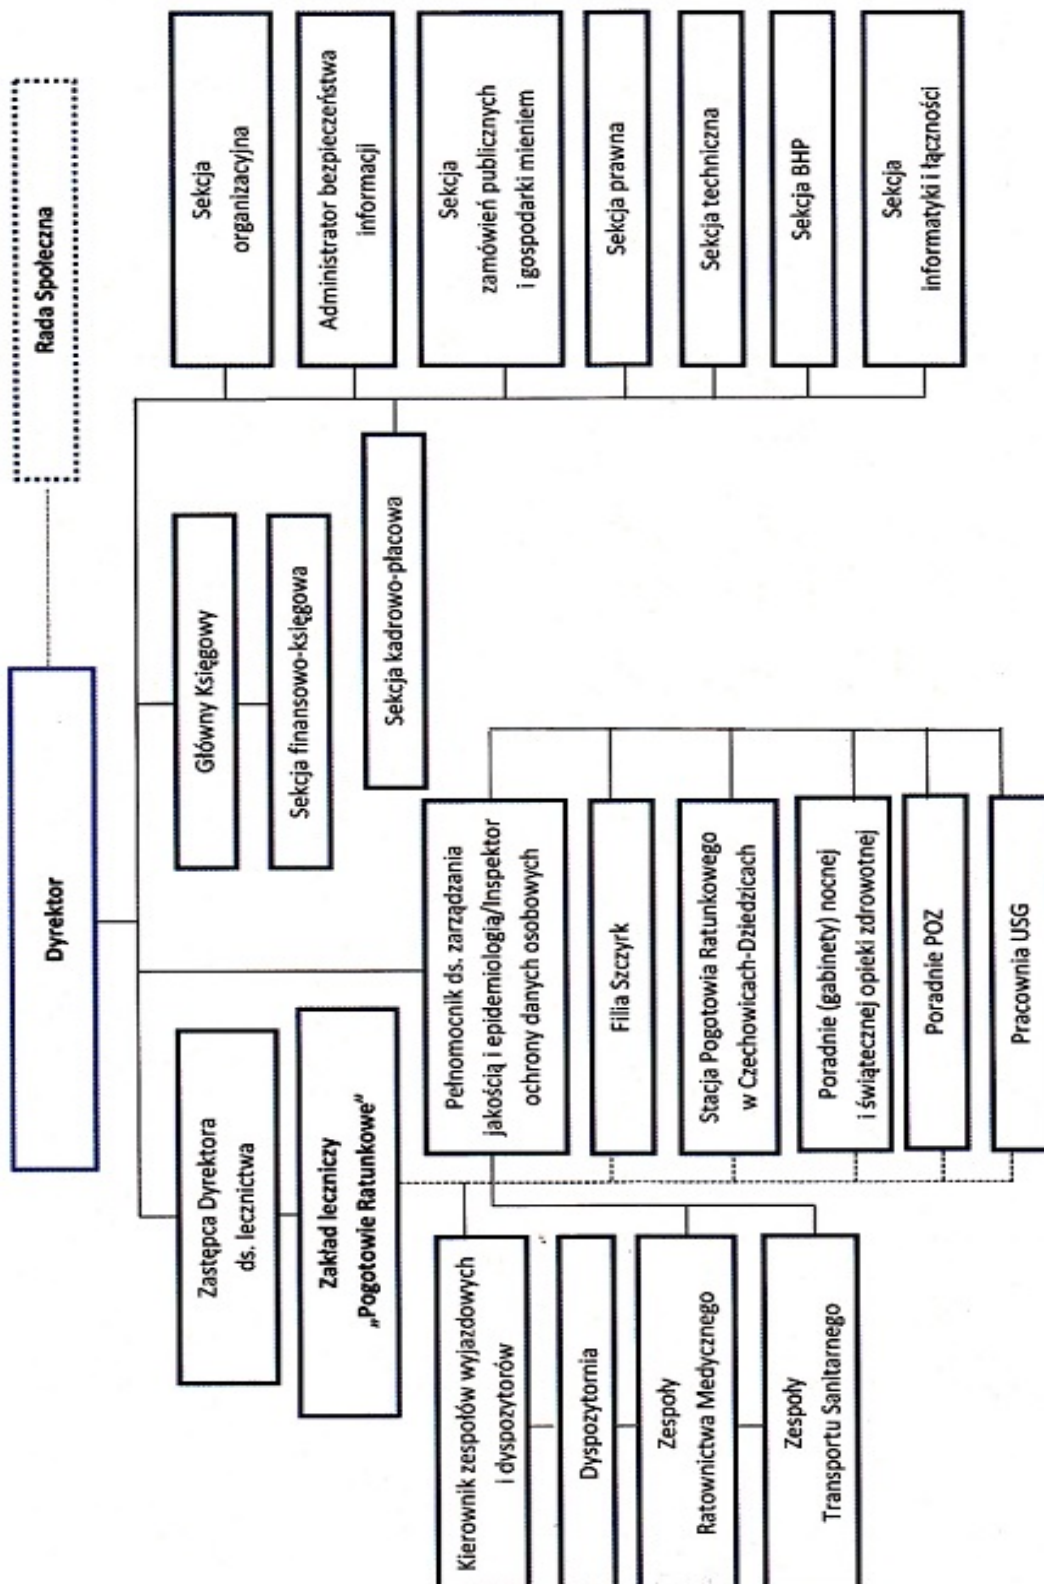 Dyrektor
Rada Społeczna
Zastępca Dyrektora
ds. lecznictwa
Główny Księgowy
Sekcja
organizacyjna
Zakład leczniczy
„Pogotowie Ratunkowe”
Sekcja finansowo-księgowa
Administrator bezpieczeństwa
informacji
Sekcja kadrowo-płacowa
Sekcja
zamówień publicznych
i gospodarki mieniem
Kierownik zespołów wyjazdowych
i dyspozytorów
Pełnomocnik ds. zarządzania
jakością i epidemiologią/Inspektor
ochrony danych osobowych
Dyspozytornia
Filia Szczyrk
Sekcja prawna
Zespoły
Ratownictwa Medycznego
Stacja Pogotowia Ratunkowego
w Czechowicach-Dziedzicach
Sekcja techniczna
Zespoły
Transportu Sanitarnego
Poradnie (gabinety) nocnej
i świątecznej opieki zdrowotnej
Sekcja BHP
Poradnie POZ
Sekcja
informatyki i łączności
Pracownia USG